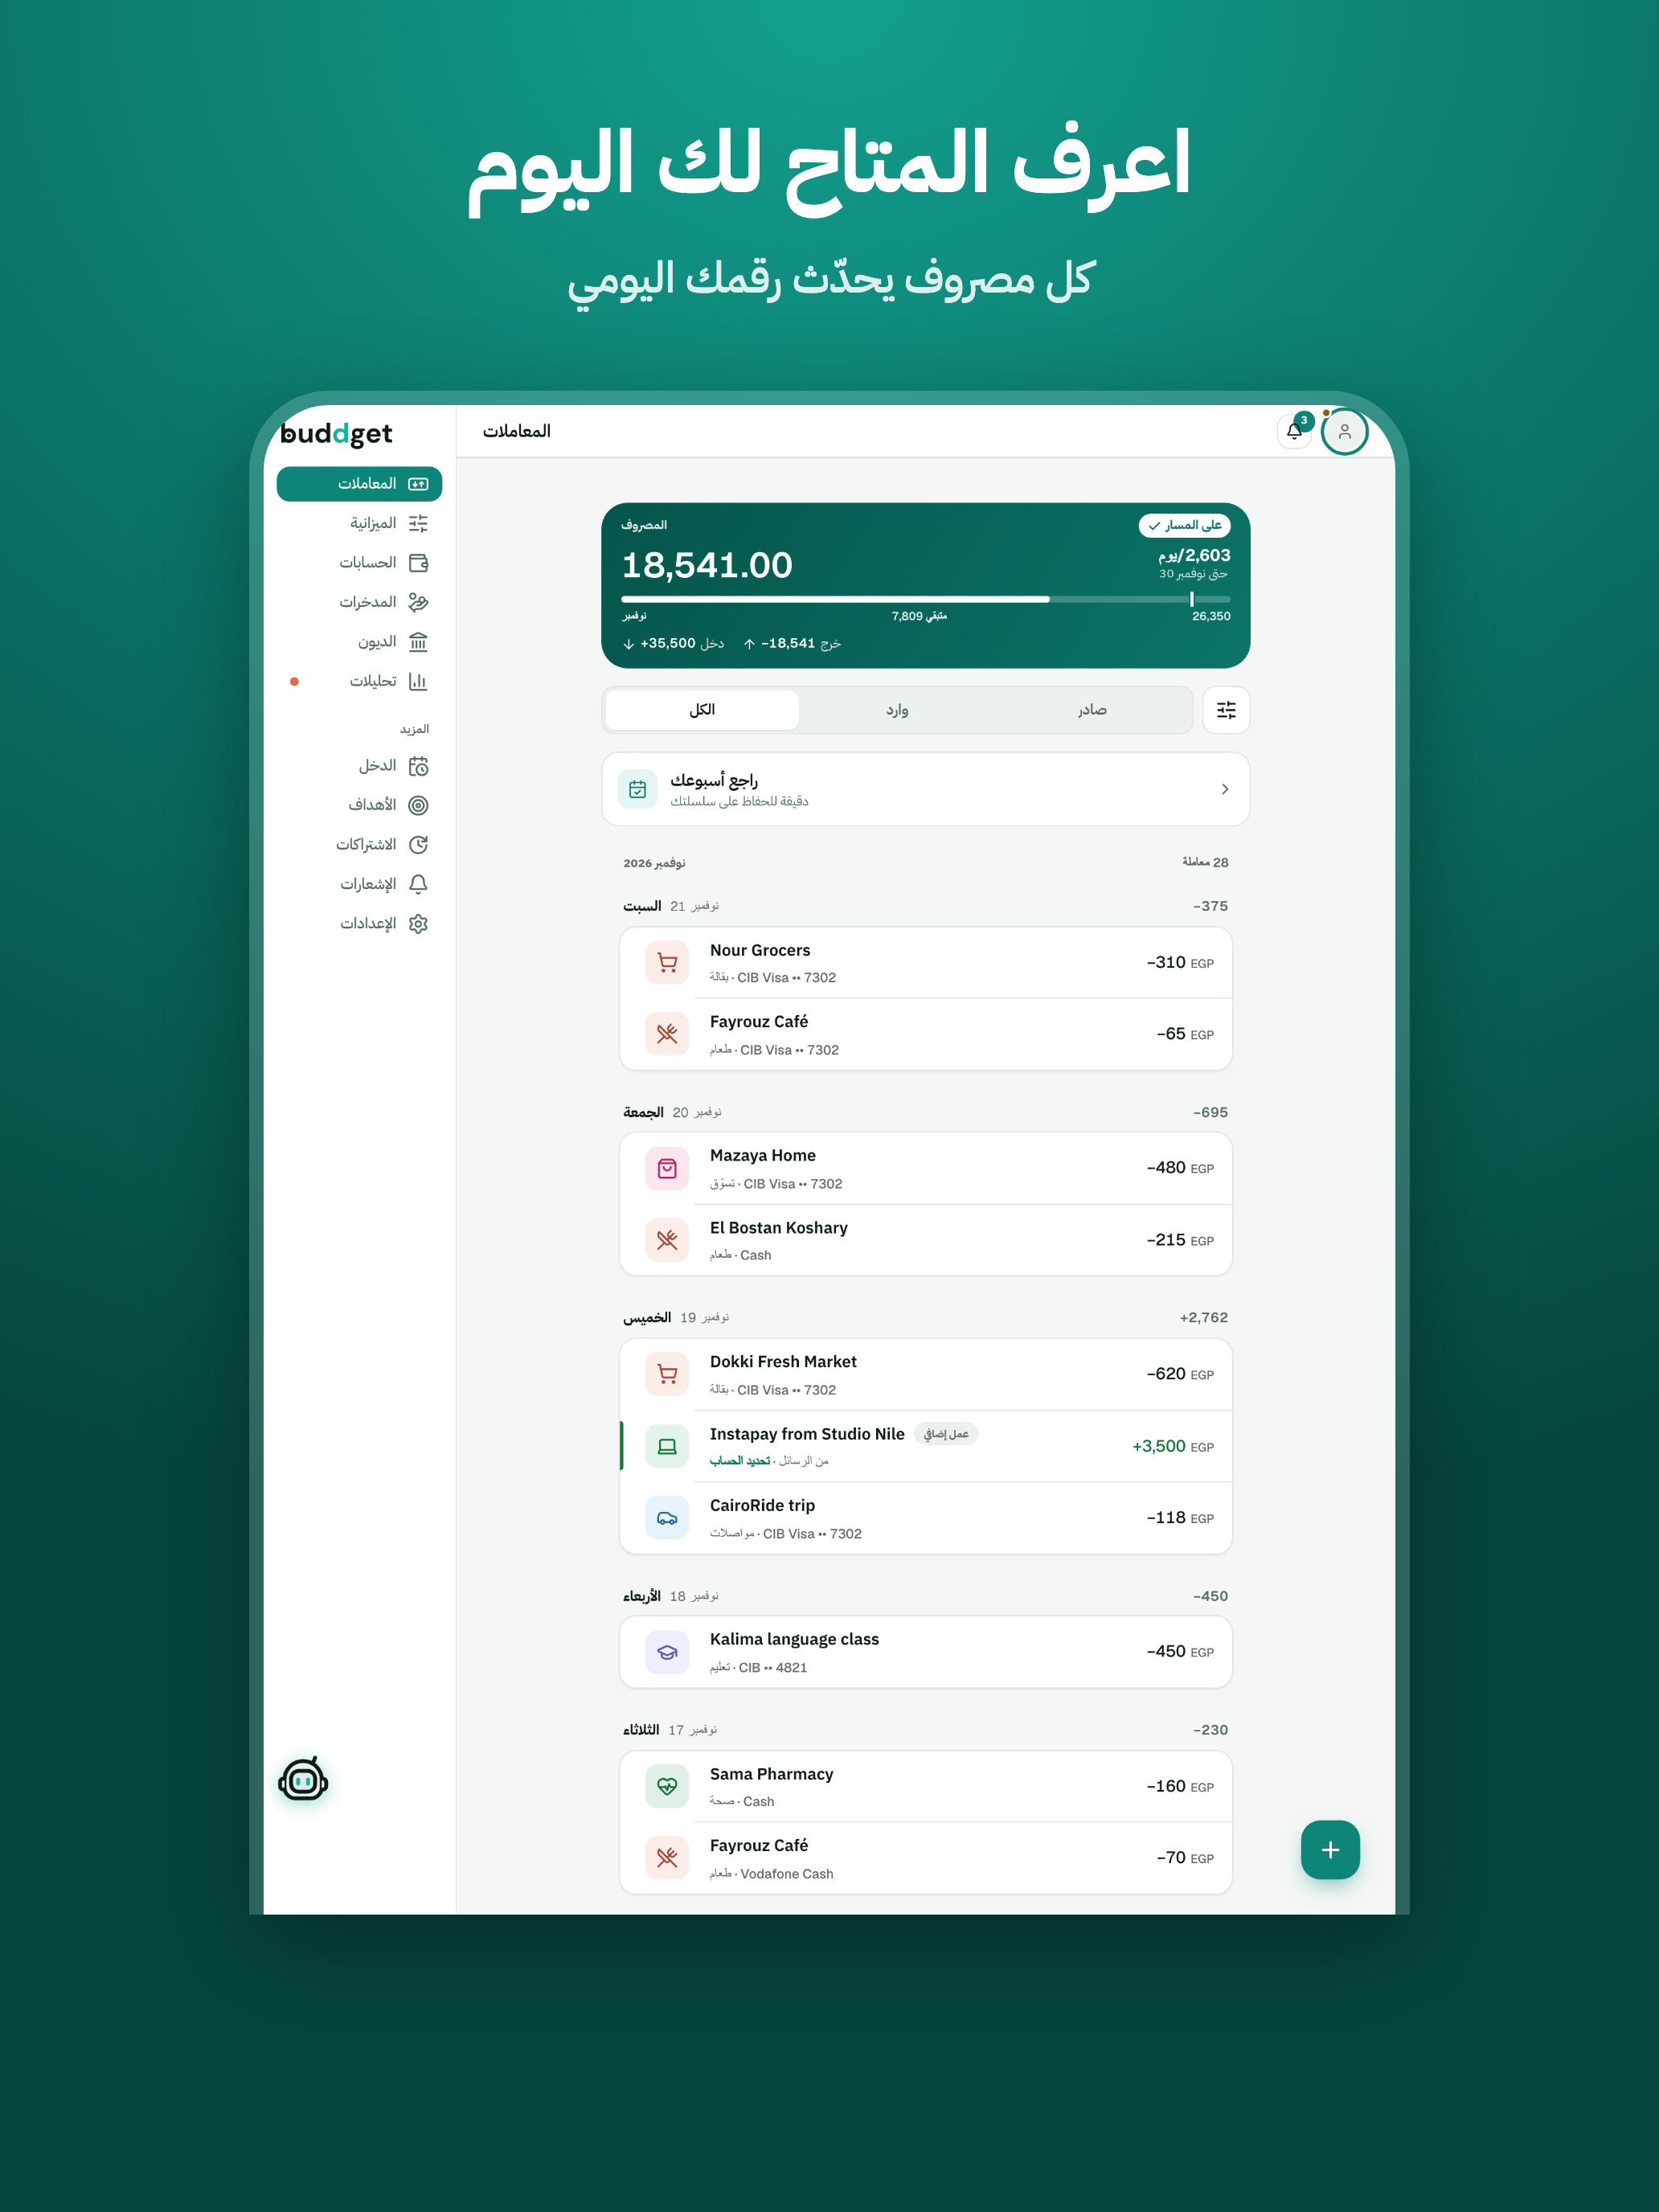 اعرف المتاح لك اليوم
كل مصروف يحدّث رقمك اليومي
buddget
المعاملات
الميزانية
الحسابات
المدخرات
الديون
تحليلات
المزيد
الدخل
الأهداف
الاشتراكات
الإشعارات
الإعدادات
المعاملات
3
المصروف
على المسار
18,541.00
2,603/يوم
حتى نوفمبر 30
نوفمبر
متبقي 7,809
26,350
+35,500 دخل
−18,541 خرج
الكل
وارد
صادر
راجع أسبوعك
دقيقة للحفاظ على سلسلتك
نوفمبر 2026
28 معاملة
السبت 21 نوفمبر −375
Nour Grocers
−310 EGP
بقالة · CIB Visa •• 7302
Fayrouz Café
−65 EGP
طعام · CIB Visa •• 7302
الجمعة 20 نوفمبر −695
Mazaya Home
−480 EGP
تسوّق · CIB Visa •• 7302
El Bostan Koshary
−215 EGP
طعام · Cash
الخميس 19 نوفمبر +2,762
Dokki Fresh Market
−620 EGP
بقالة · CIB Visa •• 7302
Instapay from Studio Nile عمل إضافي
+3,500 EGP
من الرسائل · تحديد الحساب
CairoRide trip
−118 EGP
مواصلات · CIB Visa •• 7302
الأربعاء 18 نوفمبر −450
Kalima language class
−450 EGP
تعليم · CIB •• 4821
الثلاثاء 17 نوفمبر −230
Sama Pharmacy
−160 EGP
صحة · Cash
Fayrouz Café
−70 EGP
طعام · Vodafone Cash